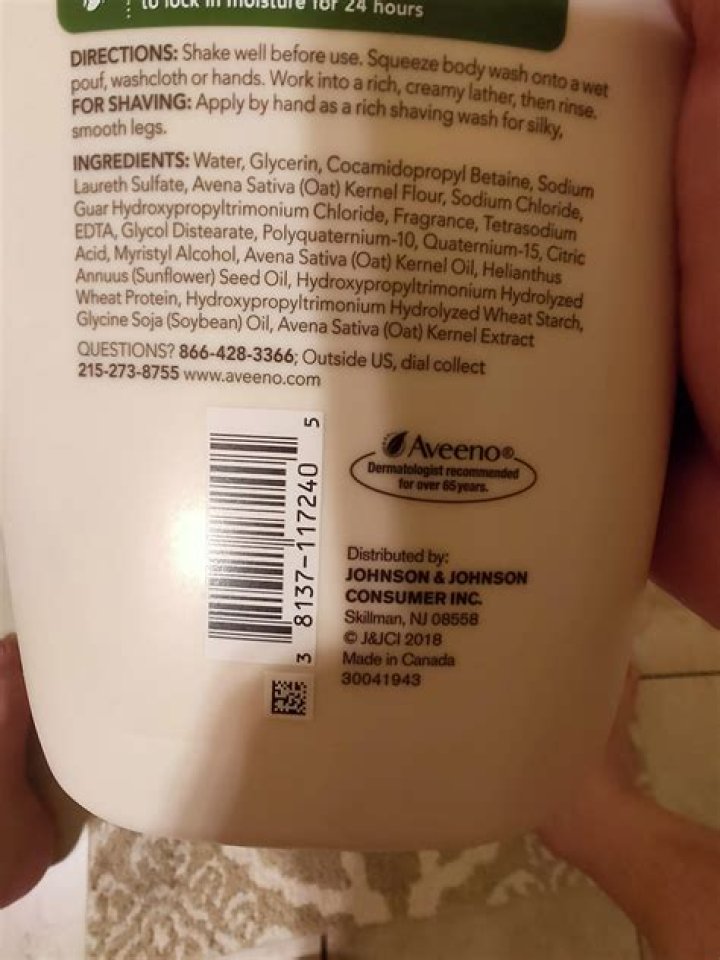 to lock in moisture for 24 hours
DIRECTIONS: Shake well before use. Squeeze body wash onto a wet
pouf, washcloth or hands. Work into a rich, creamy lather, then rinse.
FOR SHAVING: Apply by hand as a rich shaving wash for silky,
smooth legs.
INGREDIENTS: Water, Glycerin, Cocamidopropyl Betaine, Sodium
Laureth Sulfate, Avena Sativa (Oat) Kernel Flour, Sodium Chloride,
Guar Hydroxypropyltrimonium Chloride, Fragrance, Tetrasodium
EDTA, Glycol Distearate, Polyquaternium-10, Quaternium-15, Citric
Acid, Myristyl Alcohol, Avena Sativa (Oat) Kernel Oil, Helianthus
Annuus (Sunflower) Seed Oil, Hydroxypropyltrimonium Hydrolyzed
Wheat Protein, Hydroxypropyltrimonium Hydrolyzed Wheat Starch,
Glycine Soja (Soybean) Oil, Avena Sativa (Oat) Kernel Extract
QUESTIONS? 866-428-3366; Outside US, dial collect
215-273-8755 www.aveeno.com
3 8137-117240 5
Aveeno®
Dermatologist recommended
for over 65 years.
Distributed by:
JOHNSON & JOHNSON
CONSUMER INC.
Skillman, NJ 08558
© J&JCI 2018
Made in Canada
30041943